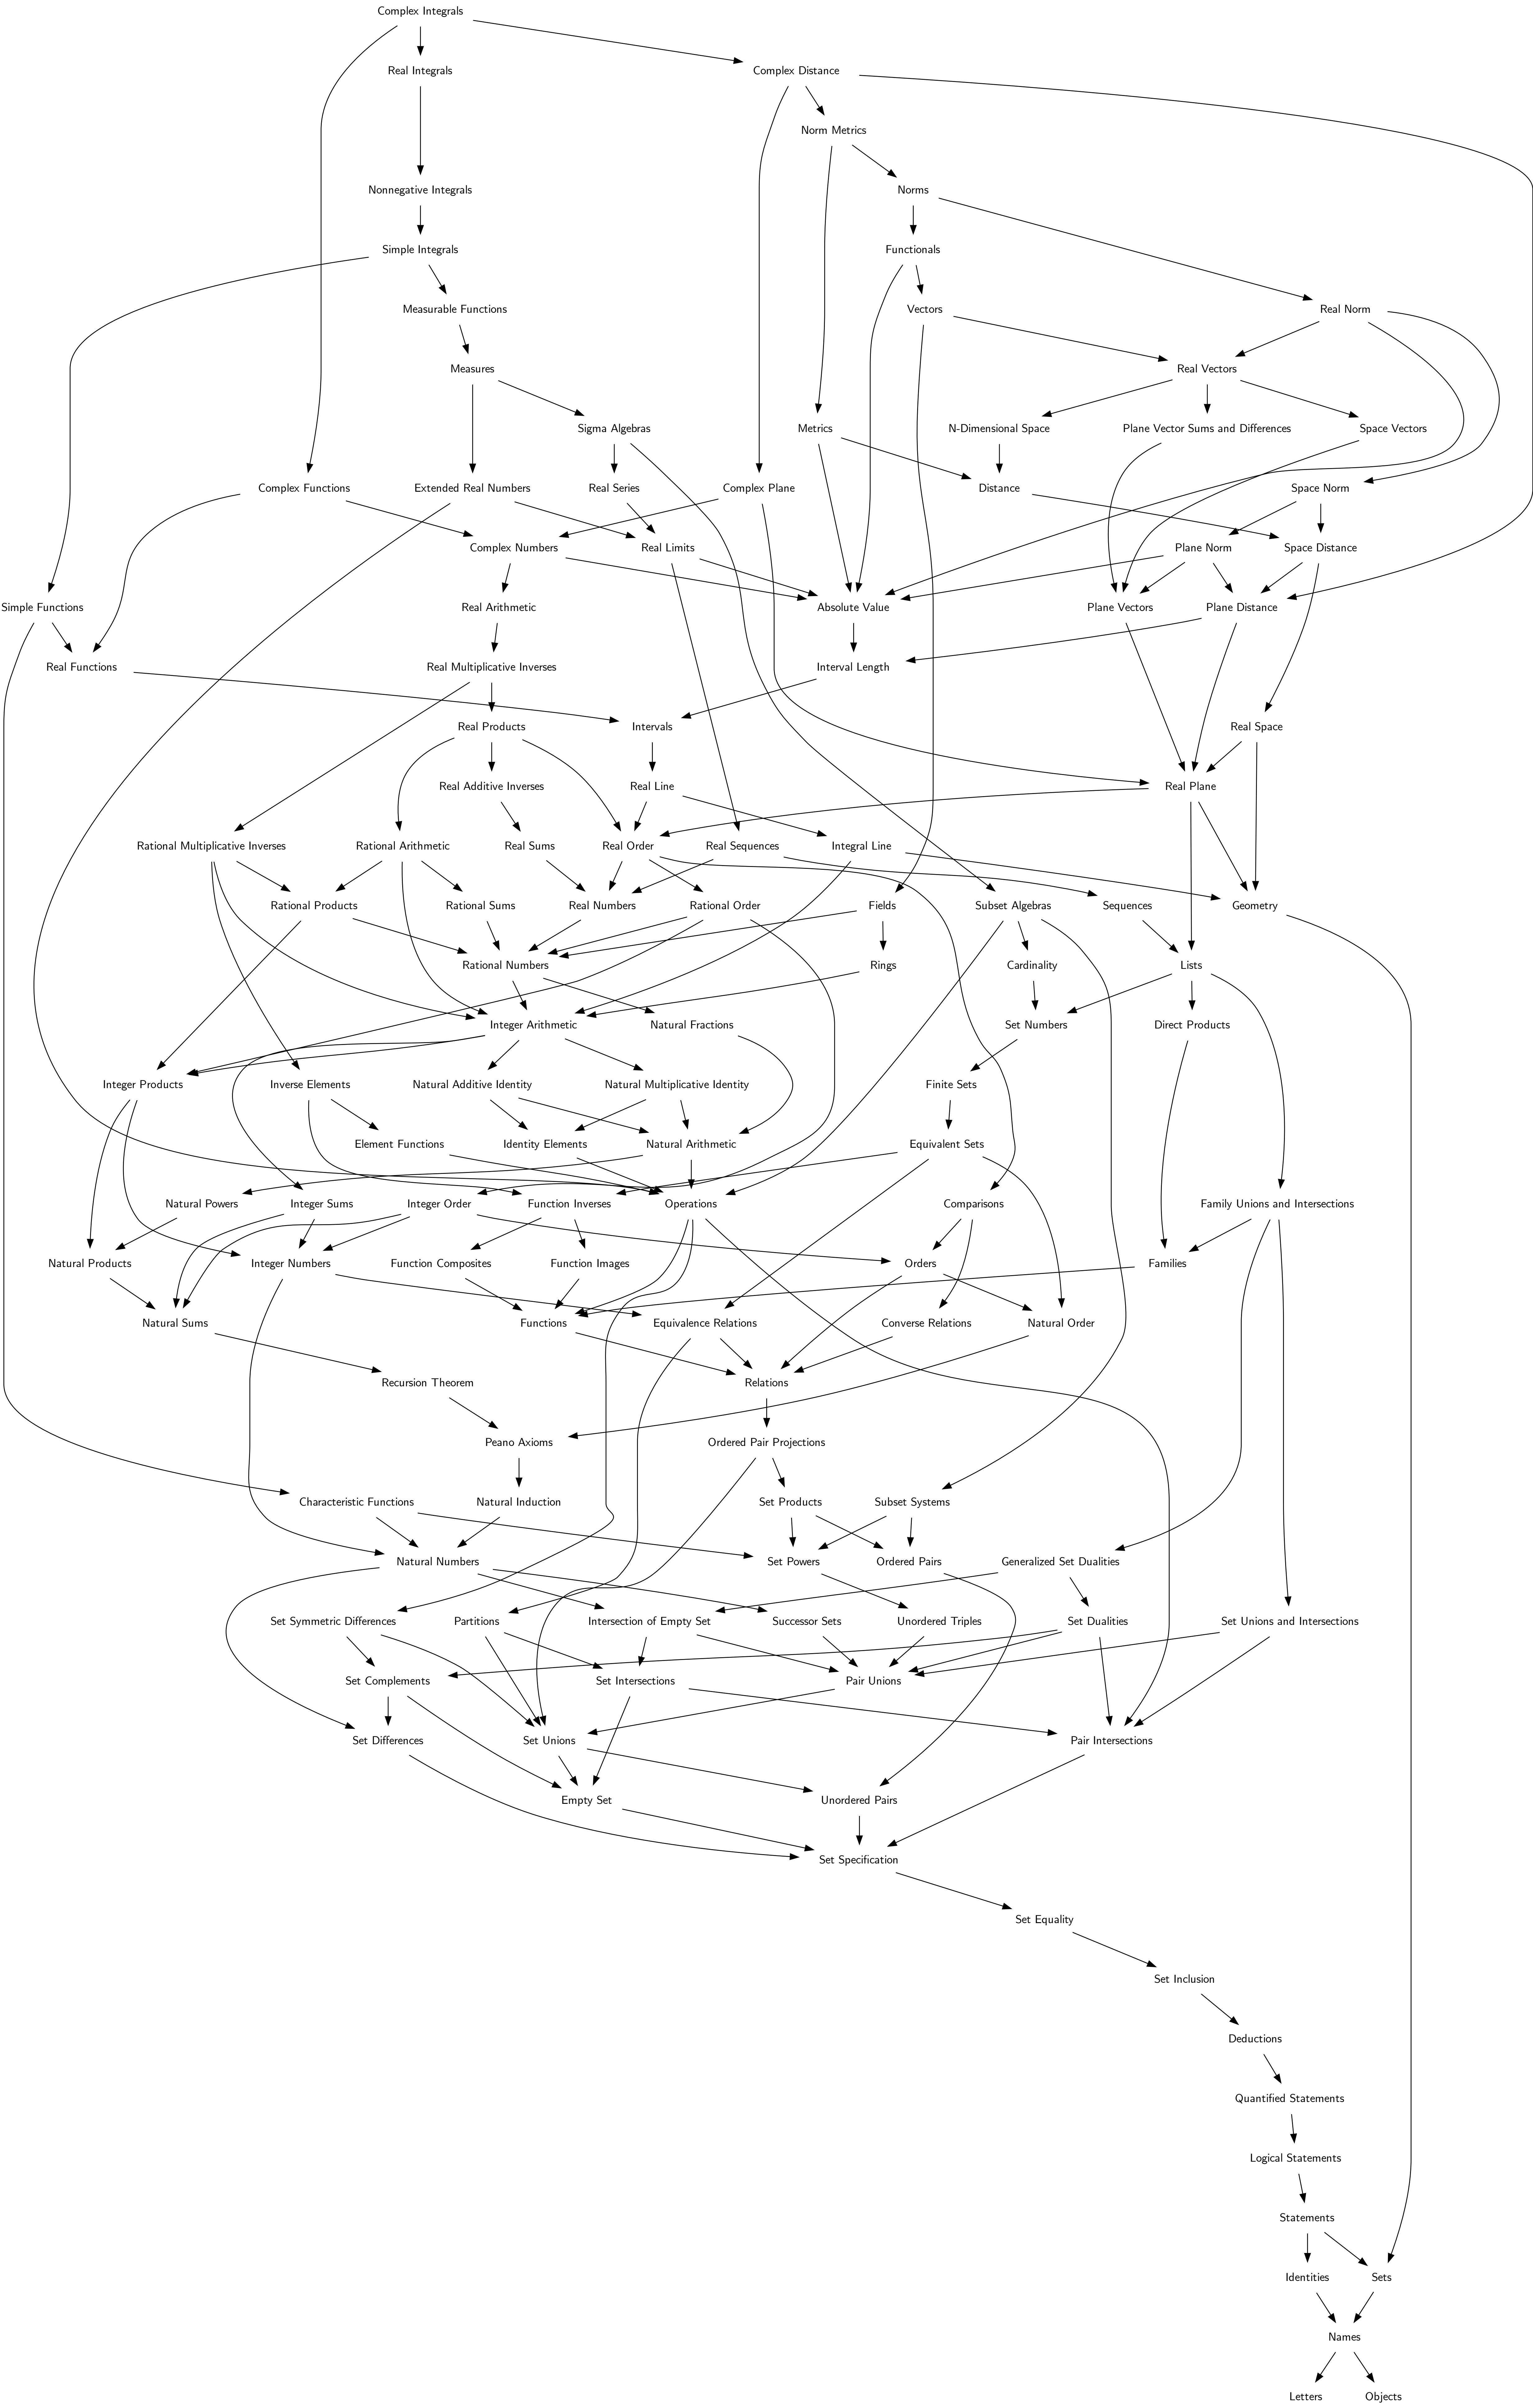 Complex Integrals
Real Integrals
Complex Distance
Norm Metrics
Nonnegative Integrals
Norms
Simple Integrals
Functionals
Measurable Functions
Vectors
Real Norm
Measures
Real Vectors
Sigma Algebras
Metrics
N-Dimensional Space
Plane Vector Sums and Differences
Space Vectors
Complex Functions
Extended Real Numbers
Real Series
Complex Plane
Distance
Space Norm
Complex Numbers
Real Limits
Plane Norm
Space Distance
Simple Functions
Real Arithmetic
Absolute Value
Plane Vectors
Plane Distance
Real Functions
Real Multiplicative Inverses
Interval Length
Real Products
Intervals
Real Space
Real Additive Inverses
Real Line
Real Plane
Rational Multiplicative Inverses
Rational Arithmetic
Real Sums
Real Order
Real Sequences
Integral Line
Rational Products
Rational Sums
Real Numbers
Rational Order
Fields
Subset Algebras
Sequences
Geometry
Rational Numbers
Rings
Cardinality
Lists
Integer Arithmetic
Natural Fractions
Set Numbers
Direct Products
Integer Products
Inverse Elements
Natural Additive Identity
Natural Multiplicative Identity
Finite Sets
Element Functions
Identity Elements
Natural Arithmetic
Equivalent Sets
Natural Powers
Integer Sums
Integer Order
Function Inverses
Operations
Comparisons
Family Unions and Intersections
Natural Products
Integer Numbers
Function Composites
Function Images
Orders
Families
Natural Sums
Functions
Equivalence Relations
Converse Relations
Natural Order
Recursion Theorem
Relations
Peano Axioms
Ordered Pair Projections
Characteristic Functions
Natural Induction
Set Products
Subset Systems
Natural Numbers
Set Powers
Ordered Pairs
Generalized Set Dualities
Set Symmetric Differences
Partitions
Intersection of Empty Set
Successor Sets
Unordered Triples
Set Dualities
Set Unions and Intersections
Set Complements
Set Intersections
Pair Unions
Set Differences
Set Unions
Pair Intersections
Empty Set
Unordered Pairs
Set Specification
Set Equality
Set Inclusion
Deductions
Quantified Statements
Logical Statements
Statements
Identities
Sets
Names
Letters
Objects